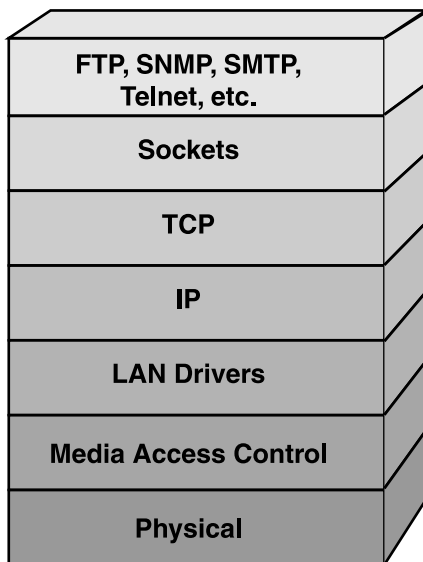 FTP, SNMP, SMTP,
Telnet, etc.
Sockets
TCP
IP
LAN Drivers
Media Access Control
Physical